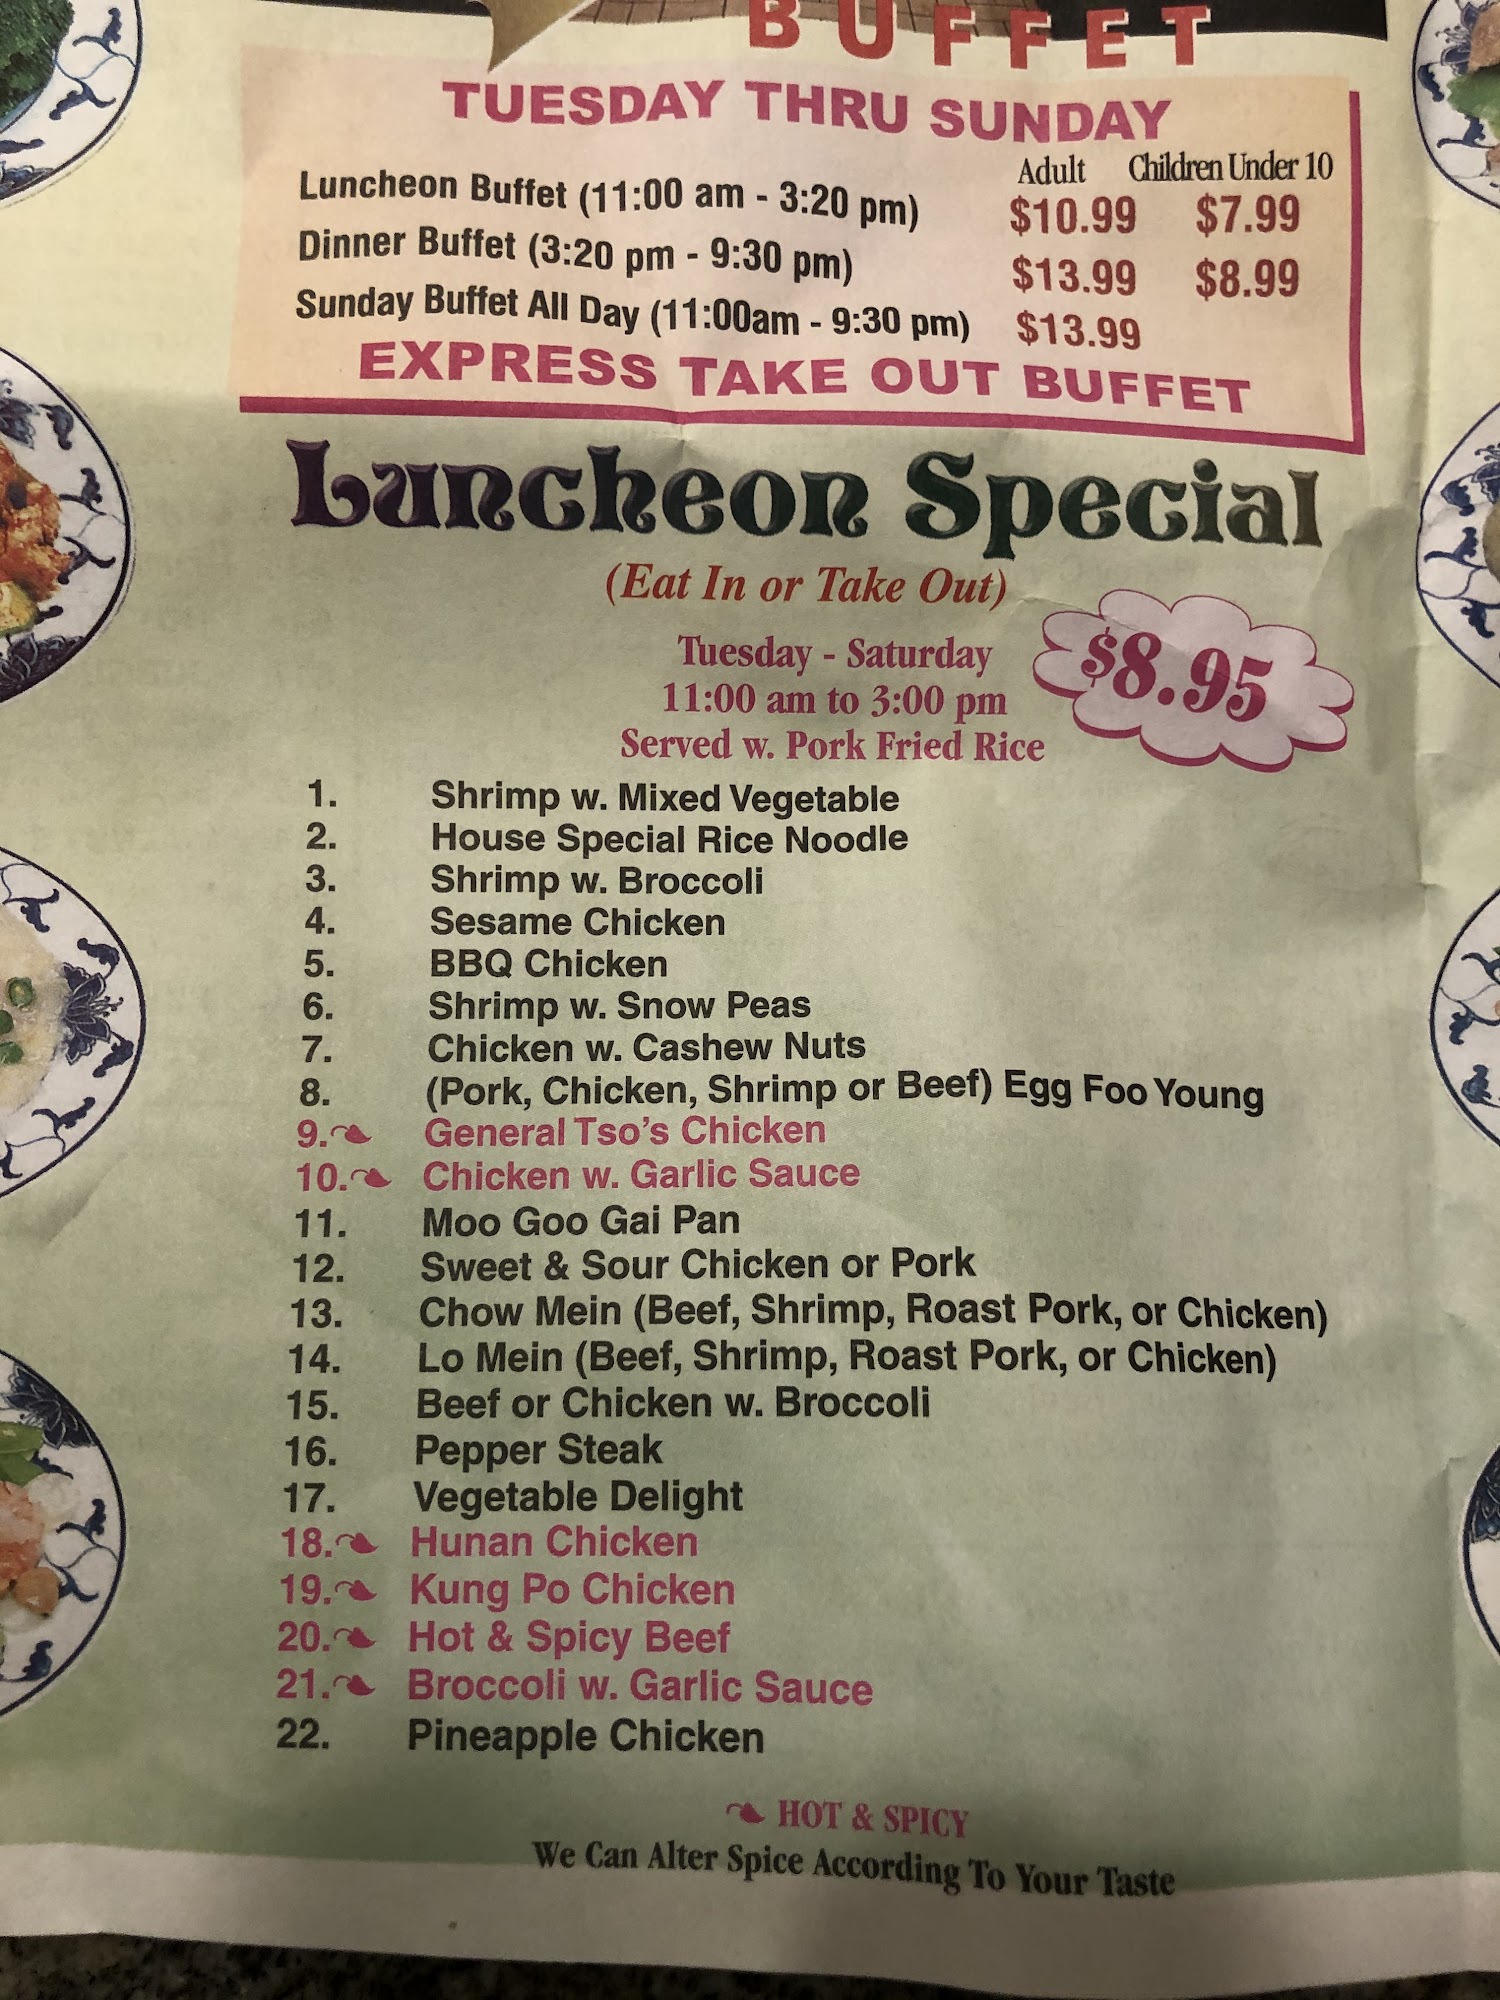 BUFFET
TUESDAY THRU SUNDAY
Adult Children Under 10
Luncheon Buffet (11:00 am - 3:20 pm) $10.99 $7.99
Dinner Buffet (3:20 pm - 9:30 pm) $13.99 $8.99
Sunday Buffet All Day (11:00am - 9:30 pm) $13.99
EXPRESS TAKE OUT BUFFET
Luncheon Special
(Eat In or Take Out)
Tuesday - Saturday
11:00 am to 3:00 pm
Served w. Pork Fried Rice
$8.95
1. Shrimp w. Mixed Vegetable
2. House Special Rice Noodle
3. Shrimp w. Broccoli
4. Sesame Chicken
5. BBQ Chicken
6. Shrimp w. Snow Peas
7. Chicken w. Cashew Nuts
8. (Pork, Chicken, Shrimp or Beef) Egg Foo Young
9. General Tso's Chicken
10. Chicken w. Garlic Sauce
11. Moo Goo Gai Pan
12. Sweet & Sour Chicken or Pork
13. Chow Mein (Beef, Shrimp, Roast Pork, or Chicken)
14. Lo Mein (Beef, Shrimp, Roast Pork, or Chicken)
15. Beef or Chicken w. Broccoli
16. Pepper Steak
17. Vegetable Delight
18. Hunan Chicken
19. Kung Po Chicken
20. Hot & Spicy Beef
21. Broccoli w. Garlic Sauce
22. Pineapple Chicken
HOT & SPICY
We Can Alter Spice According To Your Taste